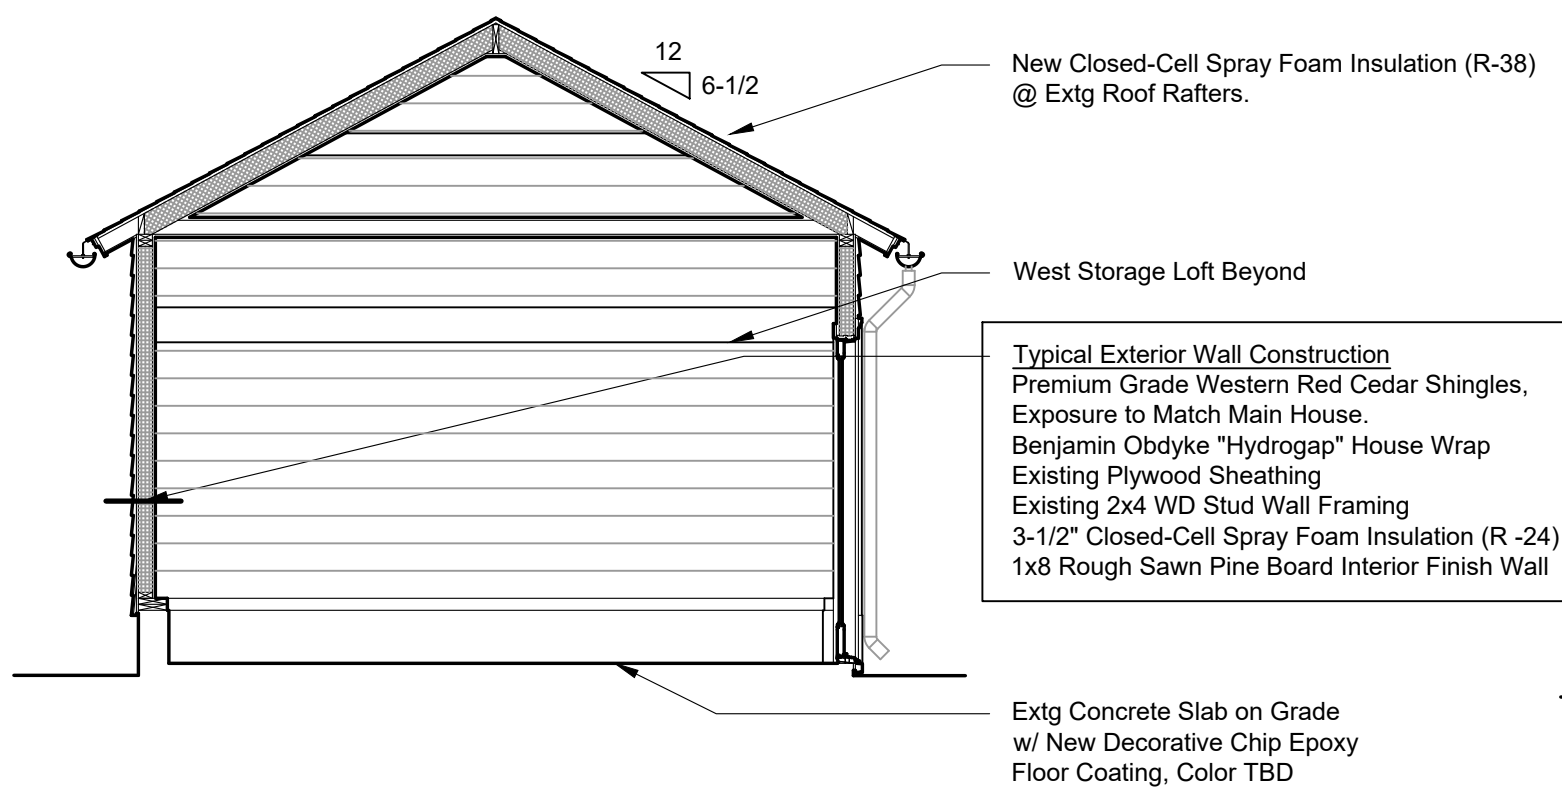 12
6-1/2
New Closed-Cell Spray Foam Insulation (R-38)
@ Extg Roof Rafters.
West Storage Loft Beyond
Typical Exterior Wall Construction
Premium Grade Western Red Cedar Shingles,
Exposure to Match Main House.
Benjamin Obdyke "Hydrogap" House Wrap
Existing Plywood Sheathing
Existing 2x4 WD Stud Wall Framing
3-1/2" Closed-Cell Spray Foam Insulation (R -24)
1x8 Rough Sawn Pine Board Interior Finish Wall
Extg Concrete Slab on Grade
w/ New Decorative Chip Epoxy
Floor Coating, Color TBD